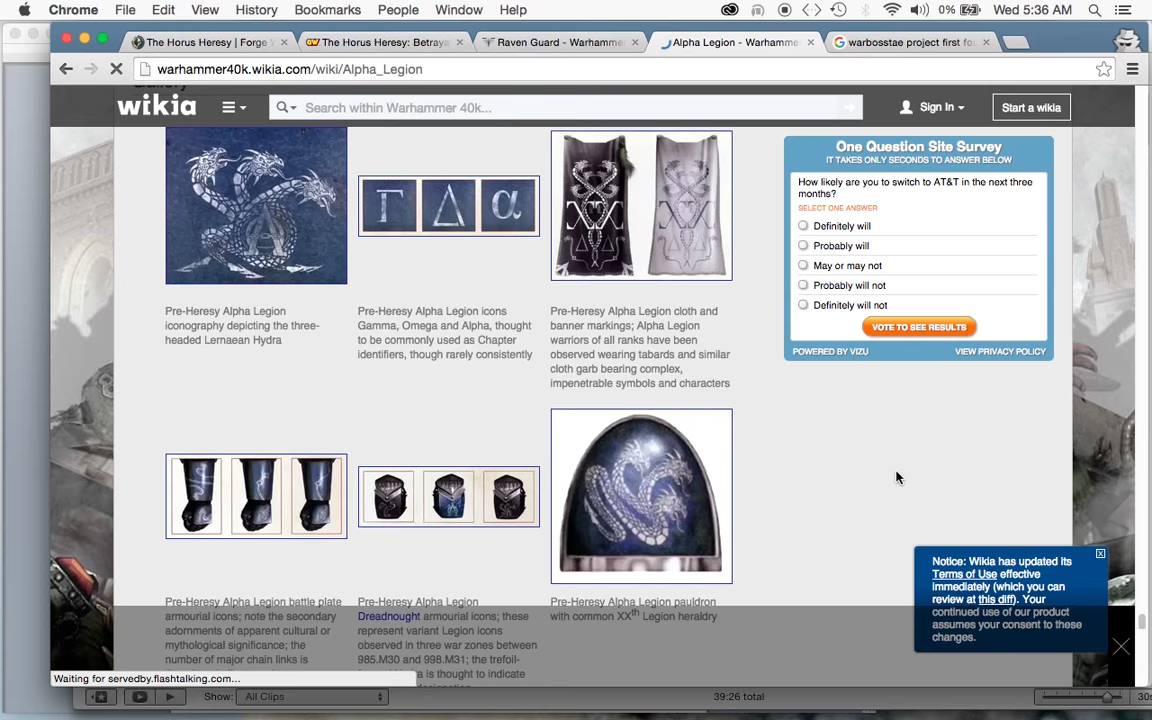 Chrome File Edit View History Bookmarks People Window Help 0% Wed 5:36 AM
The Horus Heresy | Forge W
The Horus Heresy: Betraya
Raven Guard - Warhammer
Alpha Legion - Warhamme
warbosstae project first fou
warhammer40k.wikia.com/wiki/Alpha_Legion
wikia
Search within Warhammer 40k...
Sign In
Start a wikia
Γ Δ α
Pre-Heresy Alpha Legion
iconography depicting the three-
headed Lernaean Hydra
Pre-Heresy Alpha Legion icons
Gamma, Omega and Alpha, thought
to be commonly used as Chapter
identifiers, though rarely consistently
Pre-Heresy Alpha Legion cloth and
banner markings; Alpha Legion
warriors of all ranks have been
observed wearing tabards and similar
cloth garb bearing complex,
impenetrable symbols and characters
One Question Site Survey
IT TAKES ONLY SECONDS TO ANSWER BELOW
How likely are you to switch to AT&T in the next three
months?
SELECT ONE ANSWER
Definitely will
Probably will
May or may not
Probably will not
Definitely will not
VOTE TO SEE RESULTS
POWERED BY VIZU
VIEW PRIVACY POLICY
Pre-Heresy Alpha Legion battle plate
armourial icons; note the secondary
adornments of apparent cultural or
mythological significance; the
number of major chain links is
Pre-Heresy Alpha Legion
Dreadnought armourial icons; these
represent variant Legion icons
observed in three war zones between
985.M30 and 998.M31; the trefoil-
is thought to indicate
Pre-Heresy Alpha Legion pauldron
with common XXth Legion heraldry
Notice: Wikia has updated its
Terms of Use effective
immediately (which you can
review at this diff). Your
continued use of our product
assumes your consent to these
changes.
Waiting for servedby.flashtalking.com...
Show: All Clips
39:26 total
30s